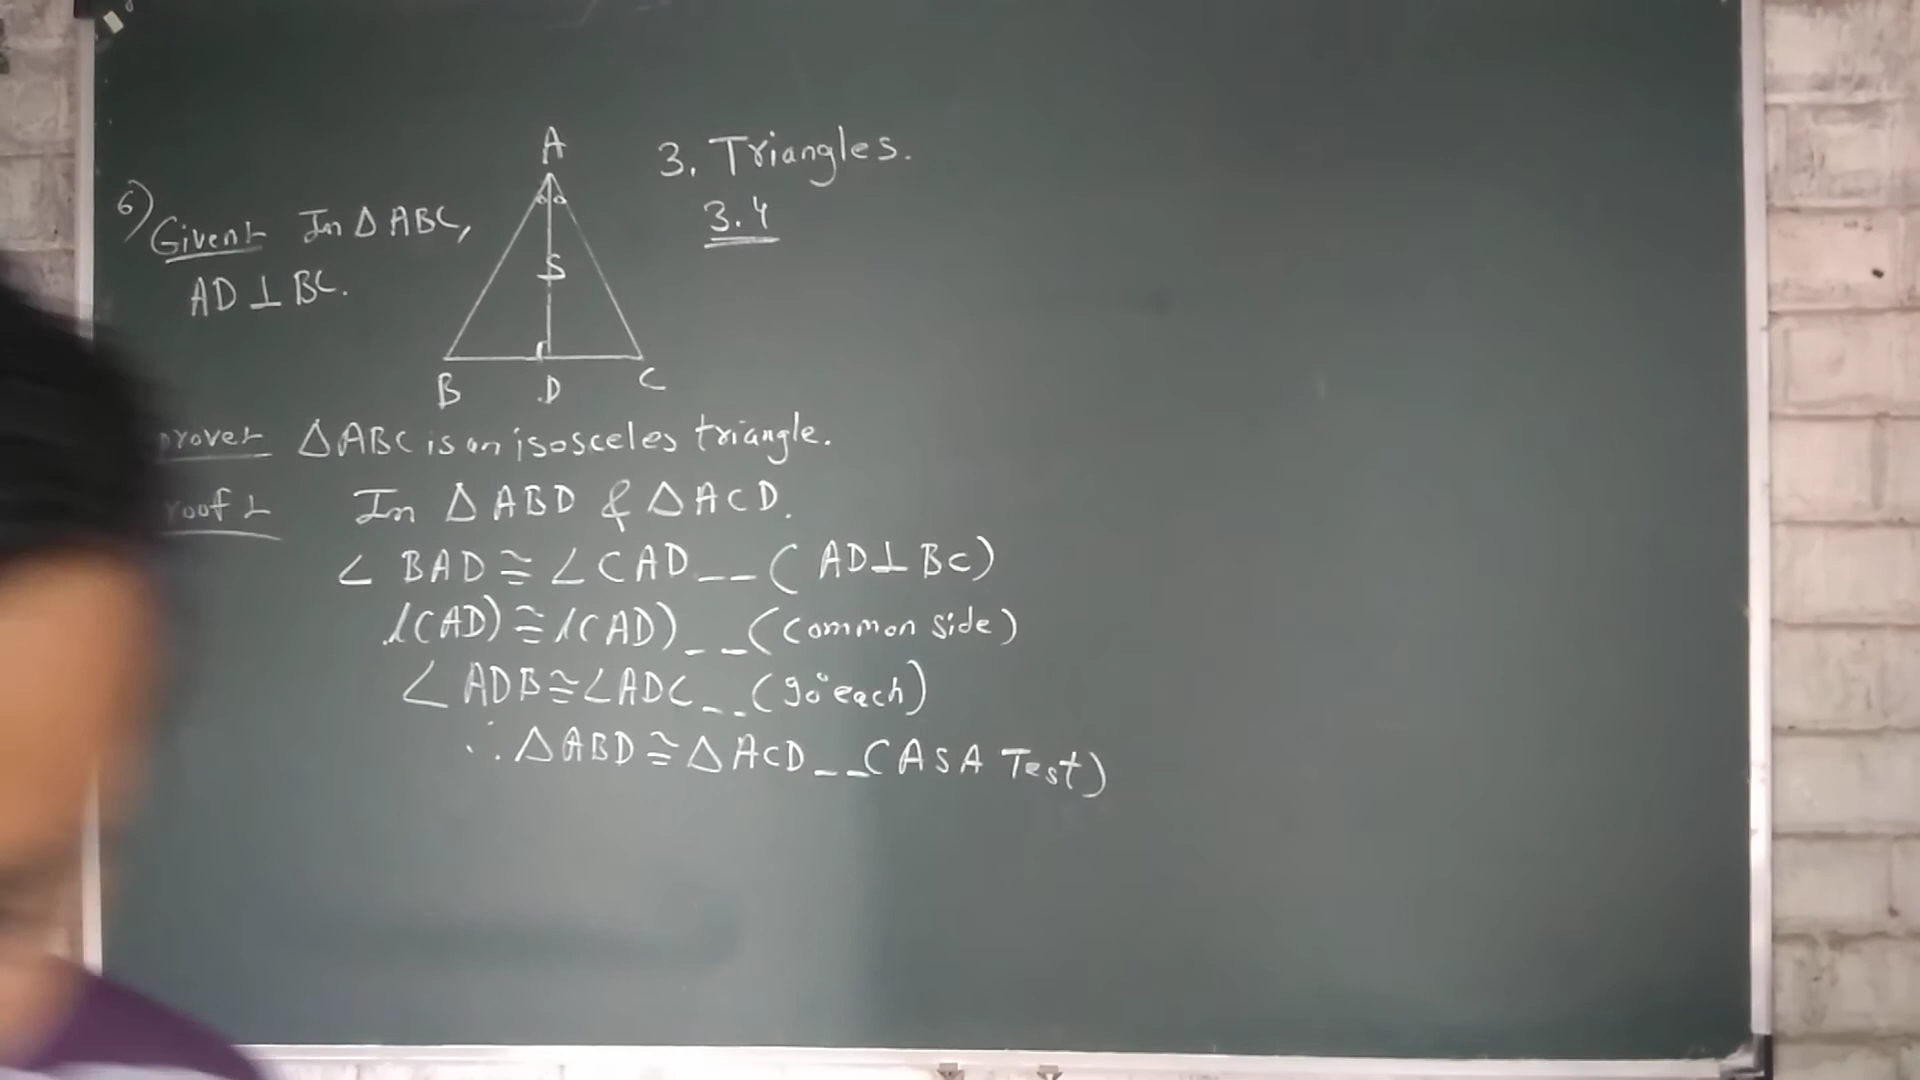 3. Triangles.
3.4
6) Given:- In △ ABC,
AD ⊥ BC.
A
S
B D C
prove:- △ABC is an isosceles triangle.
roof:- In △ ABD & △ ACD.
∠ BAD ≅ ∠ CAD __ ( AD ⊥ BC)
l(AD) ≅ l(AD) __ (common side)
∠ ADB ≅ ∠ADC __ (90° each)
∴ △ABD ≅ △ ACD __ (ASA Test)